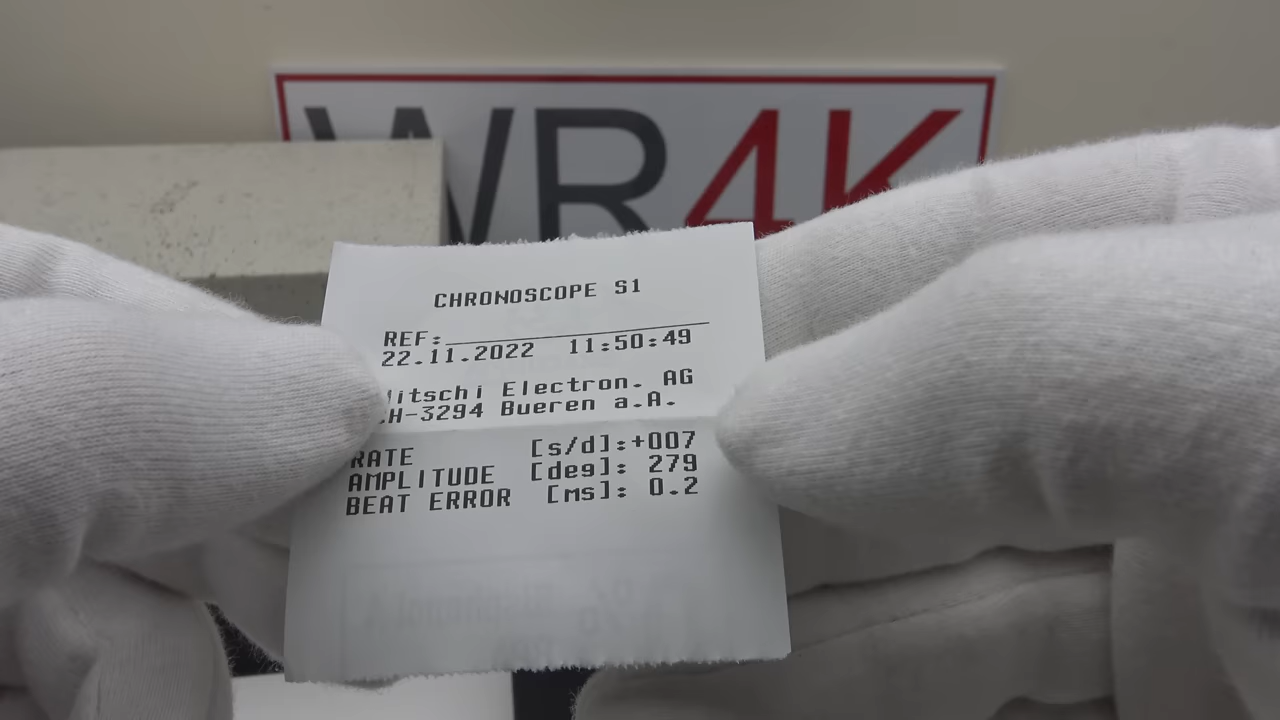 WR4K
CHRONOSCOPE S1
REF:
22.11.2022 11:50:49
Electron. AG
-3294 Bueren a.A.
RATE [s/d]:+007
AMPLITUDE [deg]: 279
BEAT ERROR [ms]: 0.2